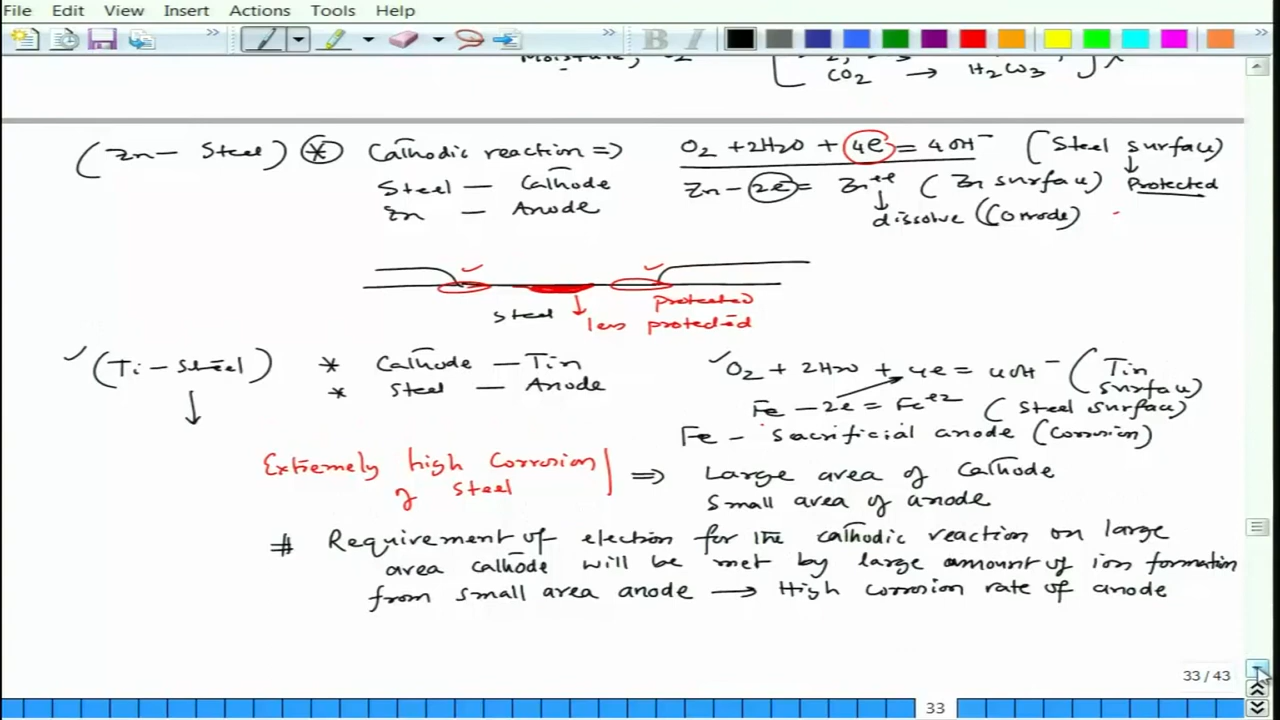 File Edit View Insert Actions Tools Help
Moisture, O2
CO2 → H2CO3
(Zn - Steel) * Cathodic reaction => O2 + 2H2O + 4e = 4OH- (Steel surface)
Steel - Cathode Zn - 2e = Zn++ (Zn surface) Protected
Zn - Anode dissolve (Corrode)
Steel protected
less protected
(Ti - Steel) * Cathode - Tin O2 + 2H2O + 4e = 4OH- (Tin surface)
* Steel - Anode Fe - 2e = Fe+2 (Steel surface)
Fe - Sacrificial anode (Corrosion)
Extremely high Corrosion of Steel => Large area of Cathode
Small area of anode
# Requirement of election for the cathodic reaction on large
area cathode will be met by large amount of ion formation
from small area anode → High corrosion rate of anode
33 / 43
33